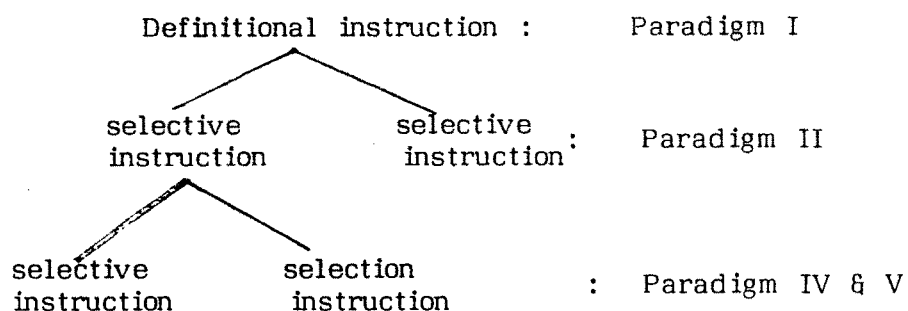 Definitional instruction : Paradigm I
selective selective
instruction instruction : Paradigm II
selective selection
instruction instruction : Paradigm IV & V